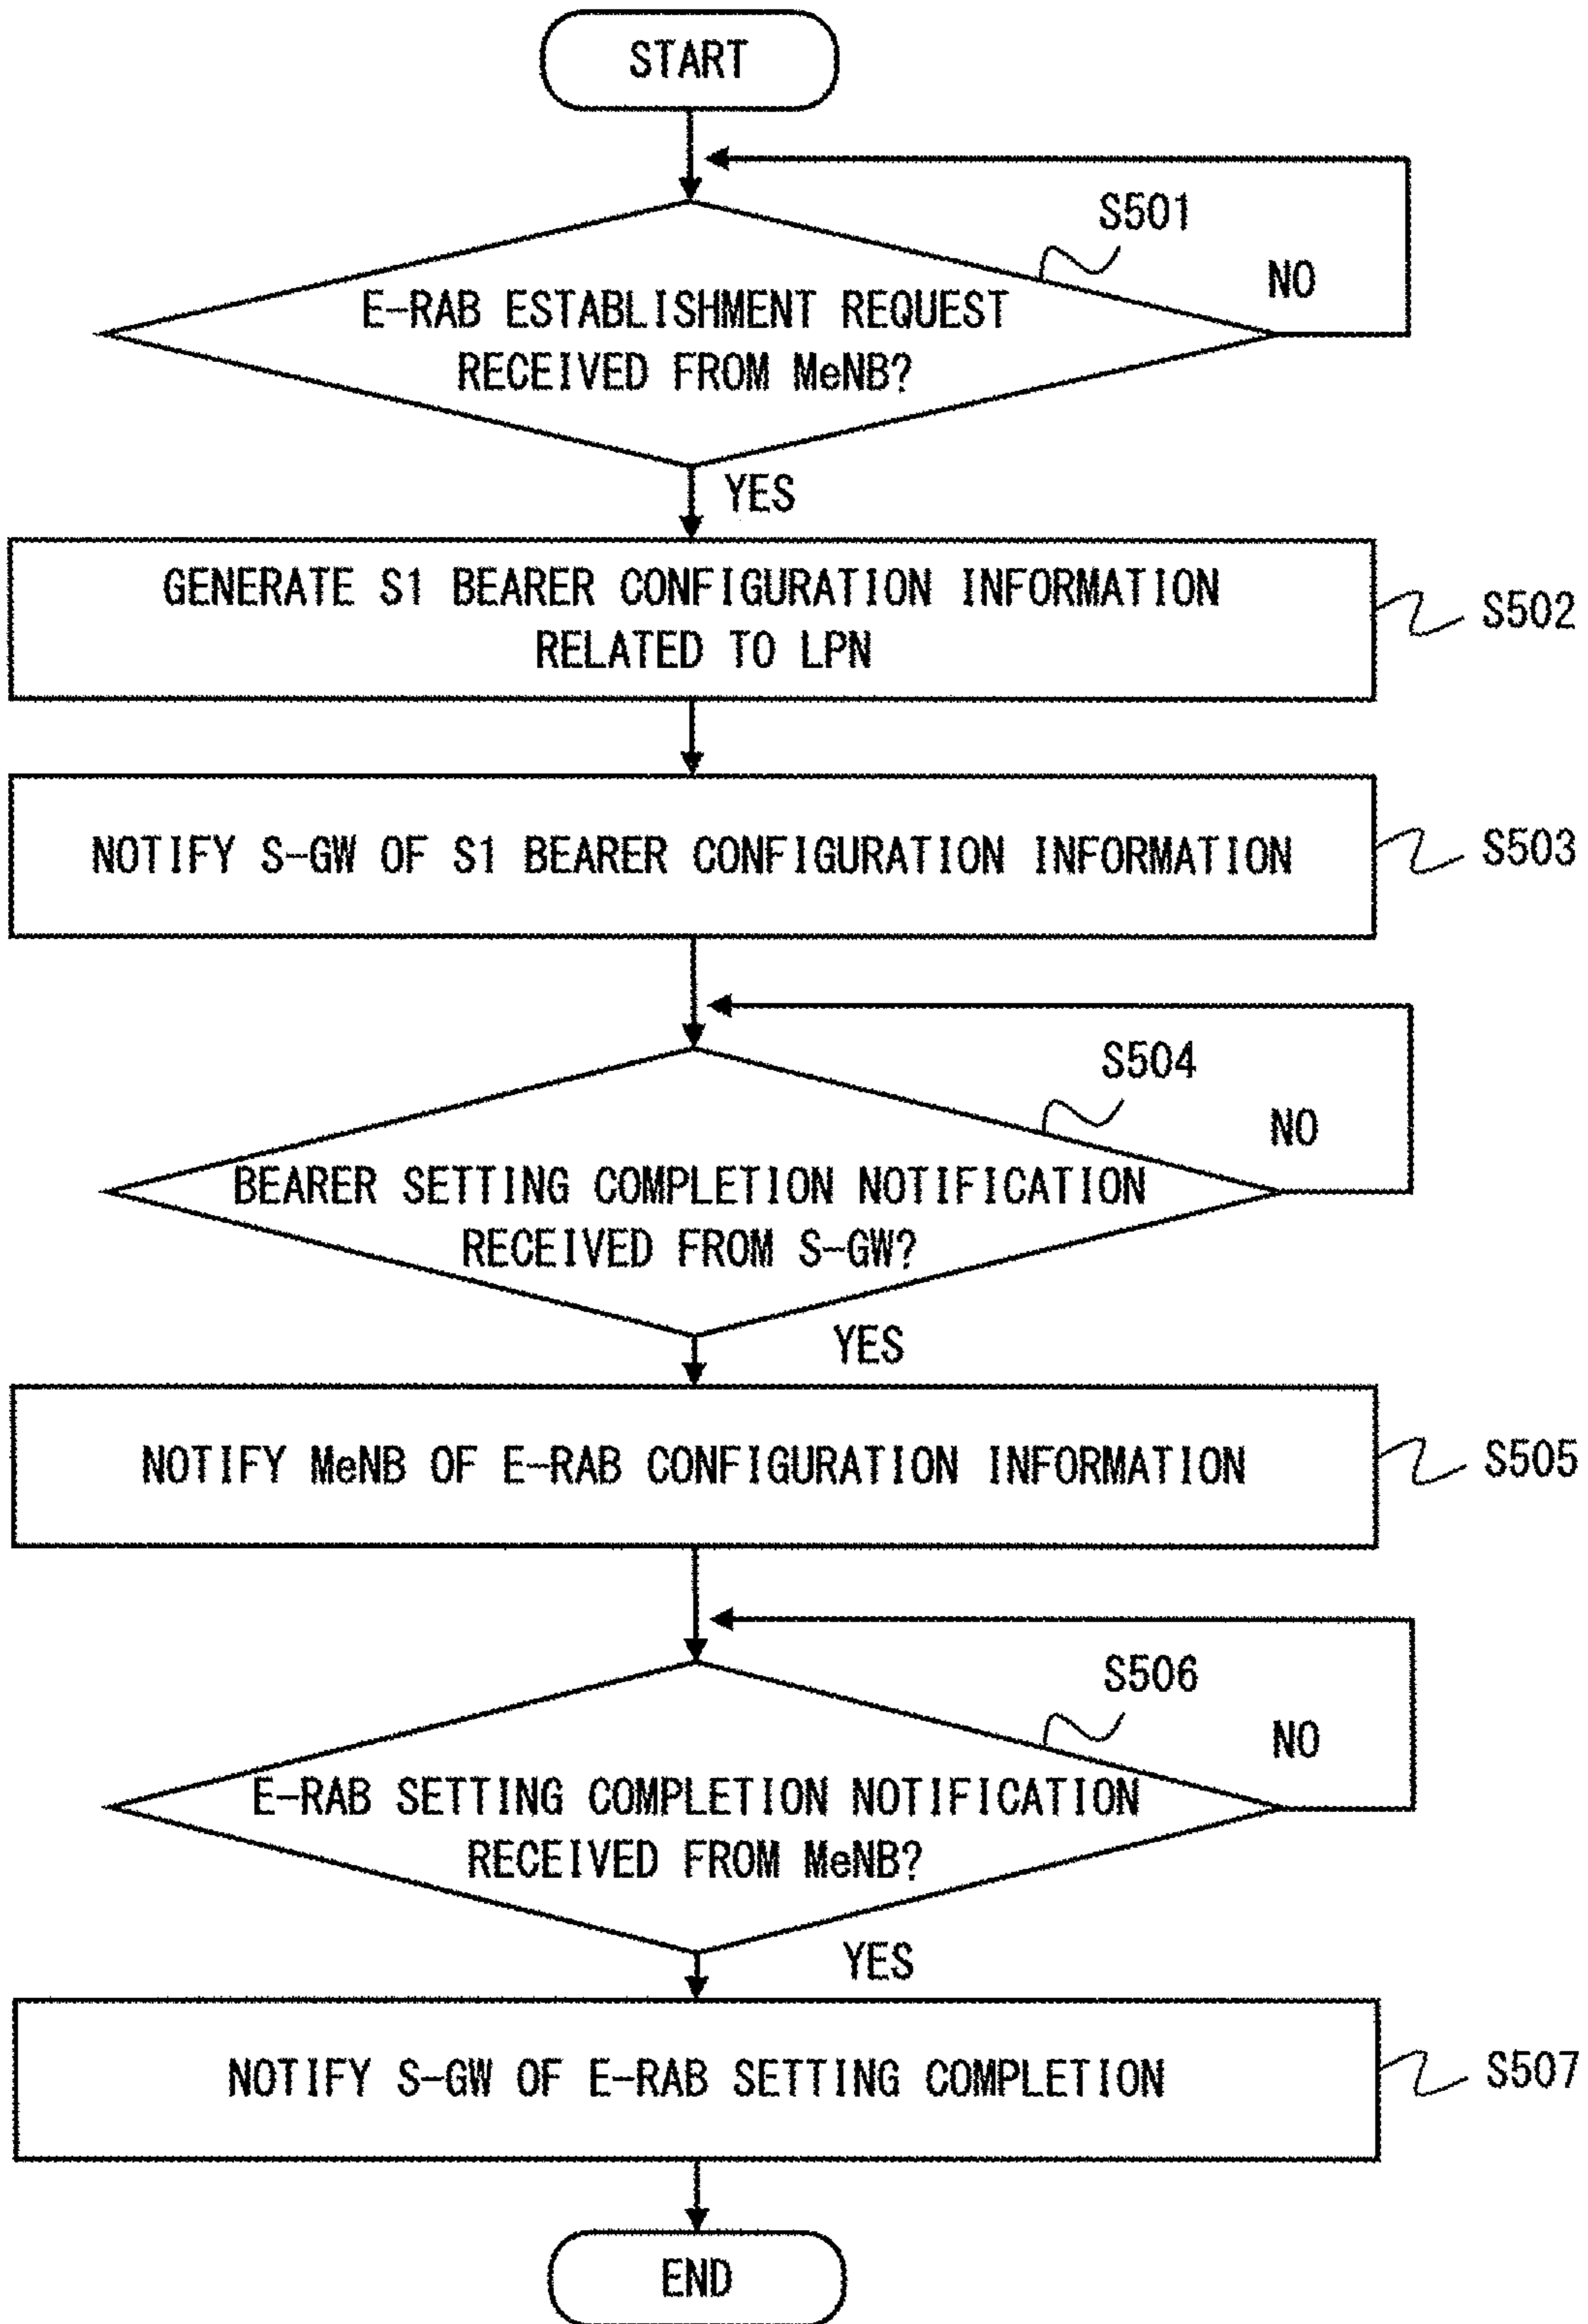 START
S501
NO
E-RAB ESTABLISHMENT REQUEST
RECEIVED FROM MeNB?
YES
GENERATE S1 BEARER CONFIGURATION INFORMATION
RELATED TO LPN
S502
NOTIFY S-GW OF S1 BEARER CONFIGURATION INFORMATION
S503
S504
NO
BEARER SETTING COMPLETION NOTIFICATION
RECEIVED FROM S-GW?
YES
NOTIFY MeNB OF E-RAB CONFIGURATION INFORMATION
S505
S506
NO
E-RAB SETTING COMPLETION NOTIFICATION
RECEIVED FROM MeNB?
YES
NOTIFY S-GW OF E-RAB SETTING COMPLETION
S507
END